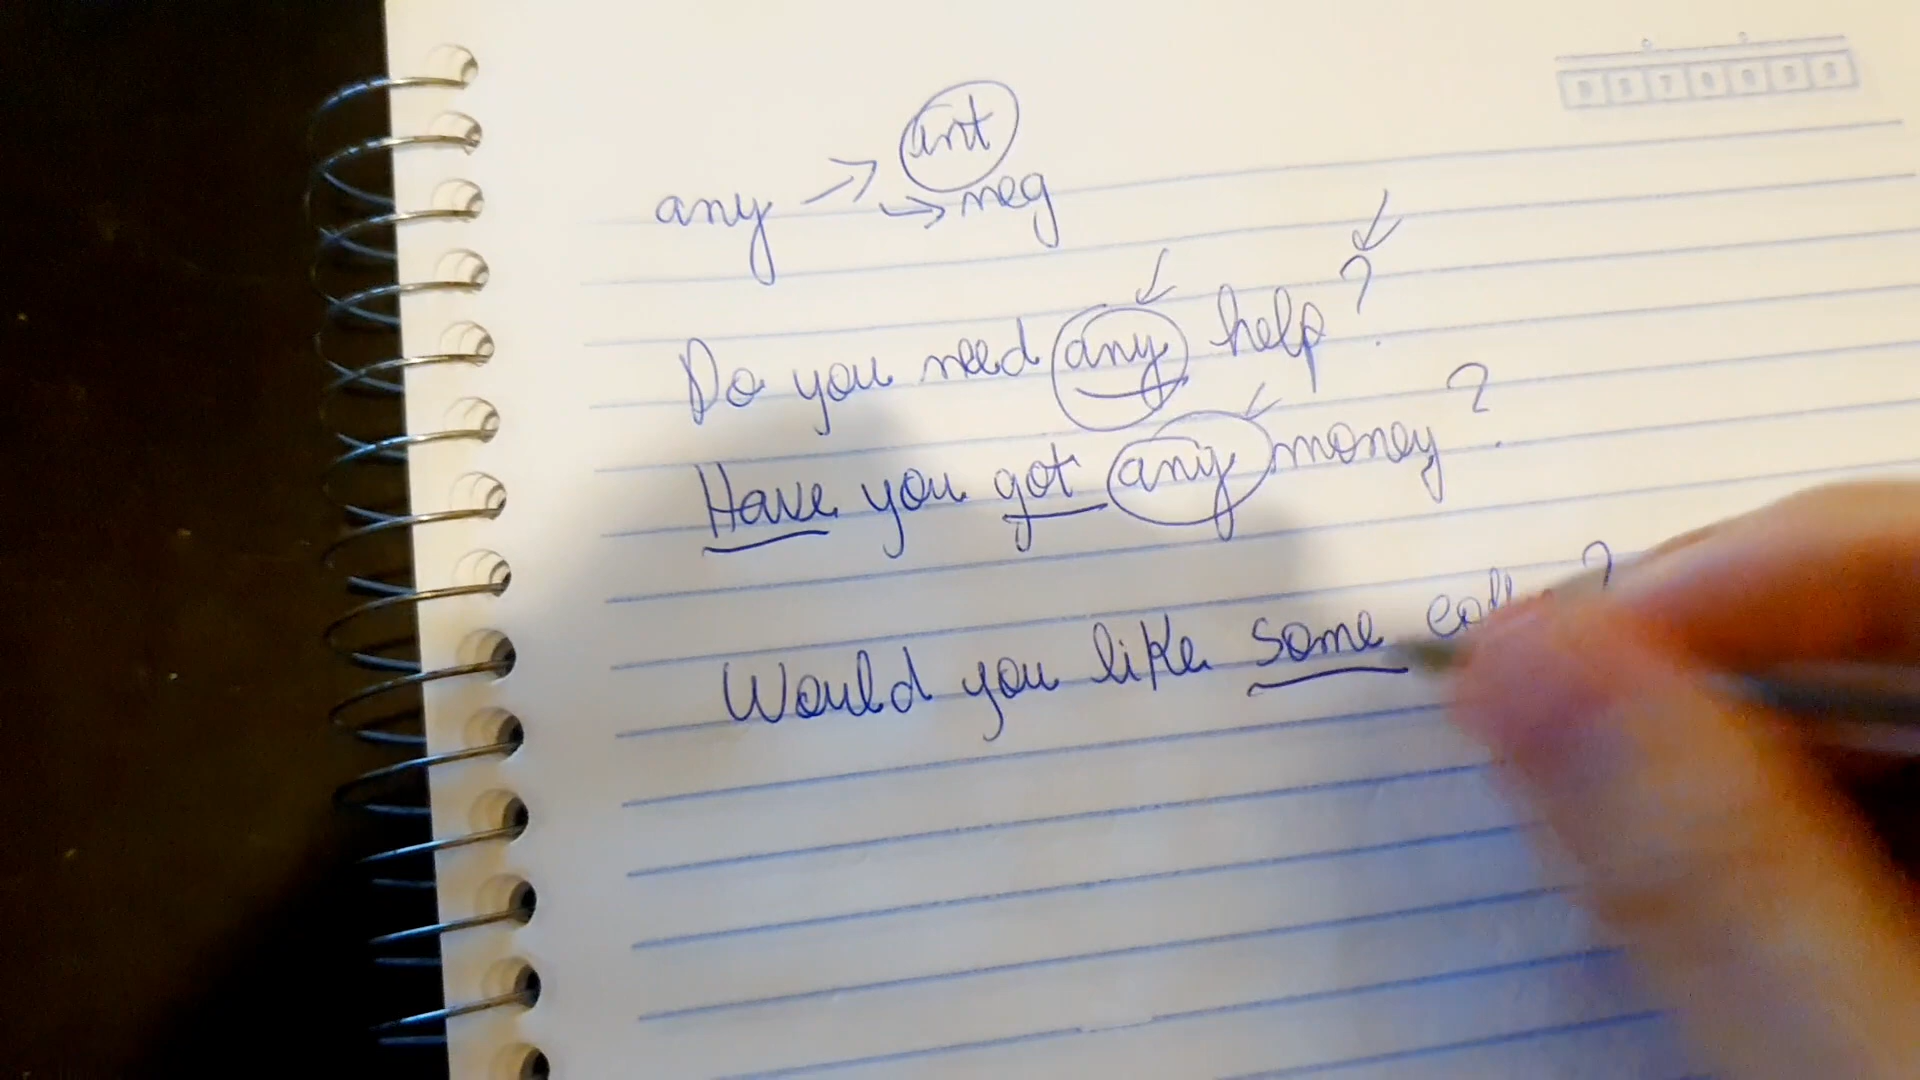 any → int
→ neg
Do you need any help?
Have you got any money?
Would you like some ?